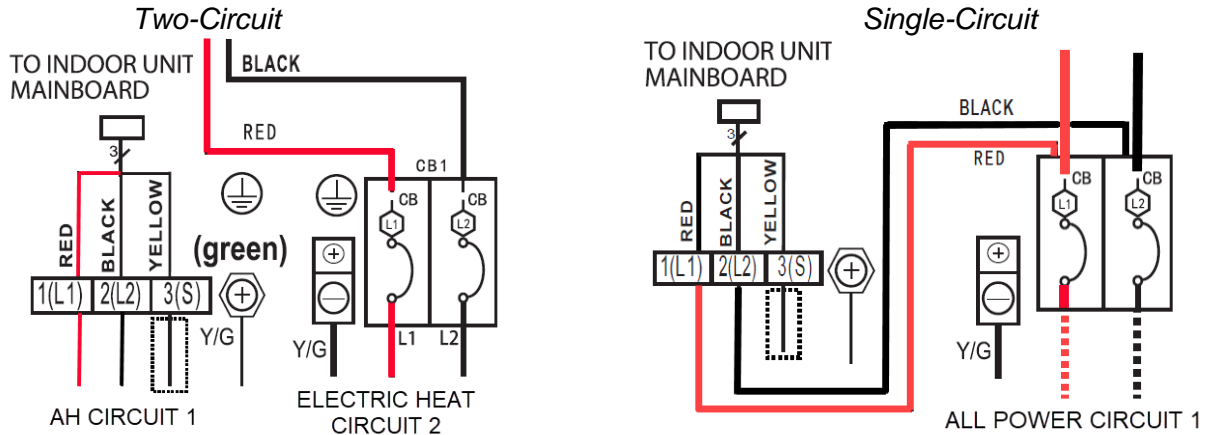 Two-Circuit
TO INDOOR UNIT
MAINBOARD
BLACK
RED
3
CB1
RED
BLACK
YELLOW
(green)
CB
CB
L1
L2
1(L1)
2(L2)
3(S)
Y/G
Y/G
L1
L2
AH CIRCUIT 1
ELECTRIC HEAT
CIRCUIT 2
Single-Circuit
TO INDOOR UNIT
MAINBOARD
BLACK
RED
3
RED
BLACK
YELLOW
CB
CB
L1
L2
1(L1)
2(L2)
3(S)
Y/G
ALL POWER CIRCUIT 1